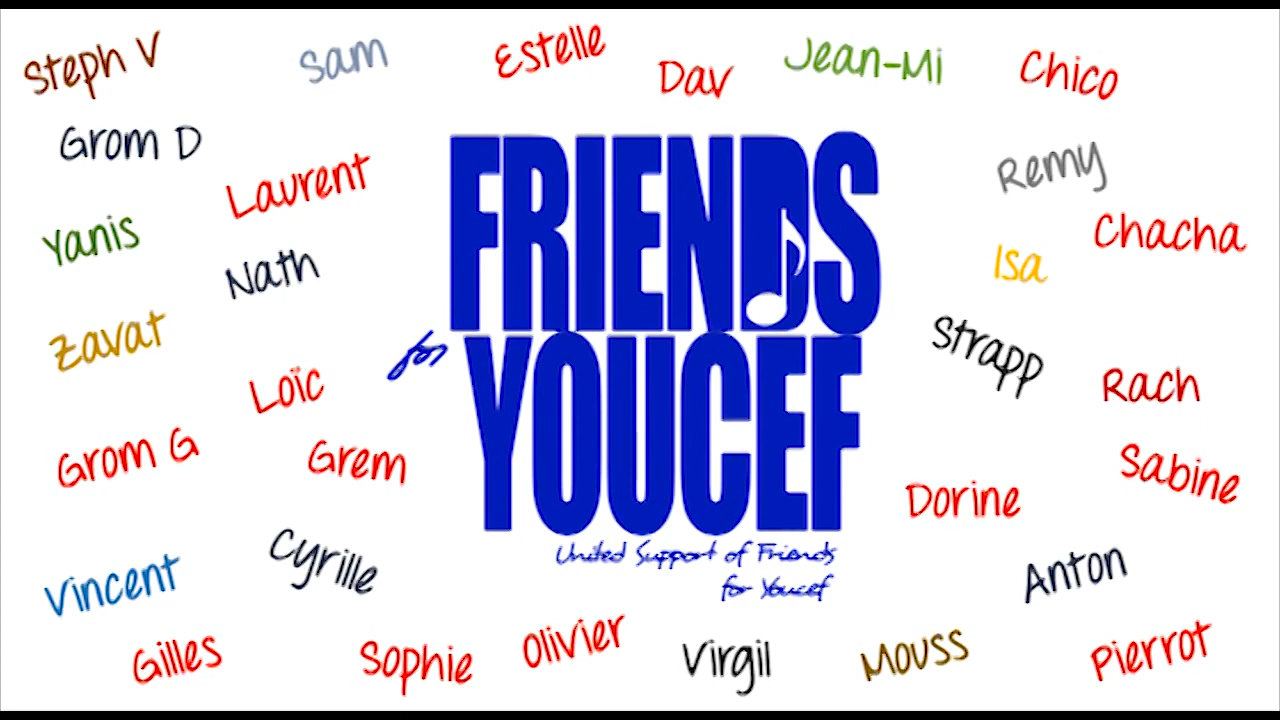 Steph V
Sam
Estelle
Dav
Jean-Mi
Chico
Grom D
Laurent
Remy
Yanis
Nath
Chacha
Isa
FRIENDS
for
YOUCEF
United Support of Friends
for Youcef
Zavat
Strapp
Loïc
Rach
Grom G
Grem
Sabine
Dorine
Vincent
Cyrille
Anton
Gilles
Sophie
Olivier
Virgil
Mouss
Pierrot